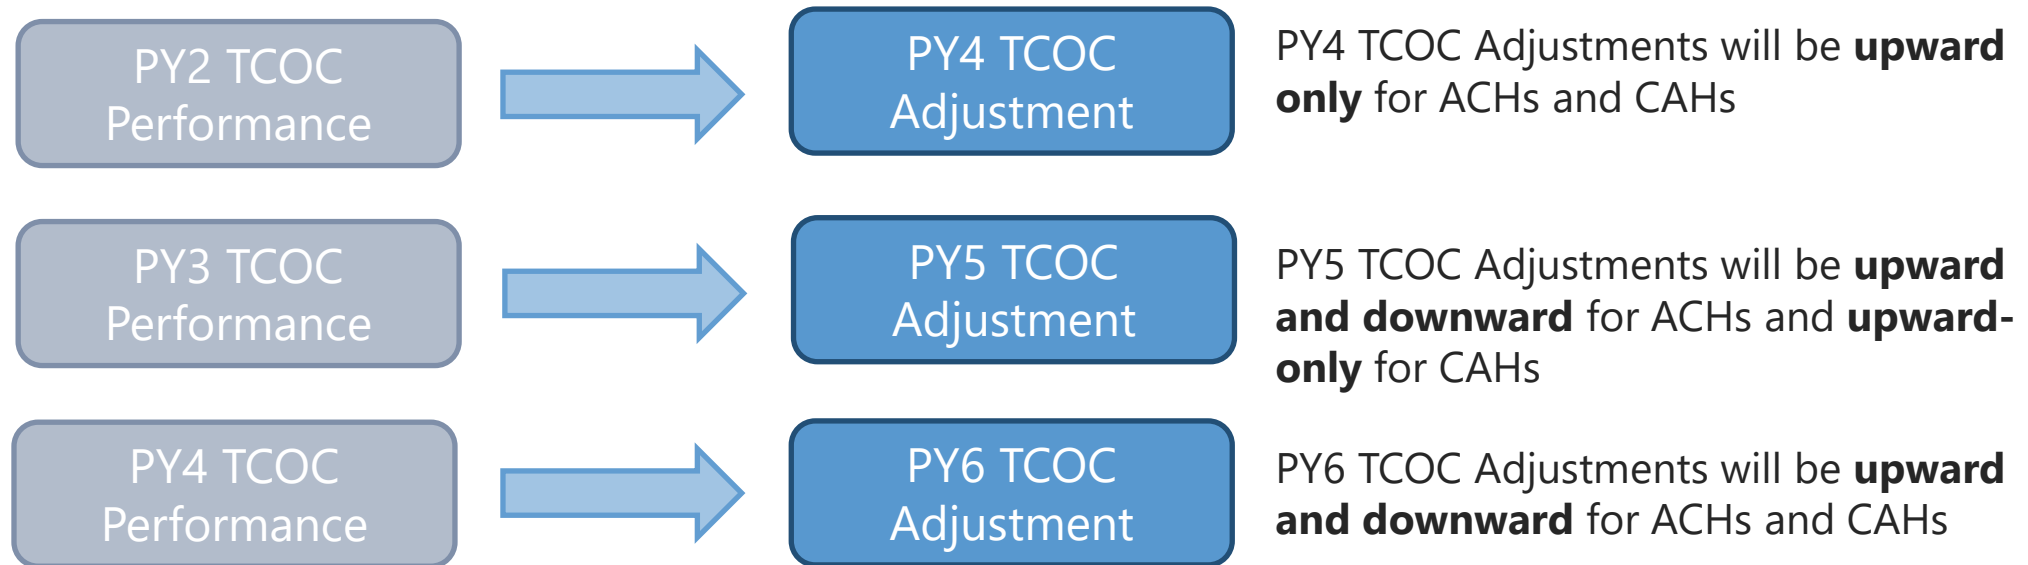 PY2 TCOC
Performance
PY4 TCOC
Adjustment
PY4 TCOC Adjustments will be upward
only for ACHs and CAHs
PY3 TCOC
Performance
PY5 TCOC
Adjustment
PY5 TCOC Adjustments will be upward
and downward for ACHs and upward-
only for CAHs
PY4 TCOC
Performance
PY6 TCOC
Adjustment
PY6 TCOC Adjustments will be upward
and downward for ACHs and CAHs